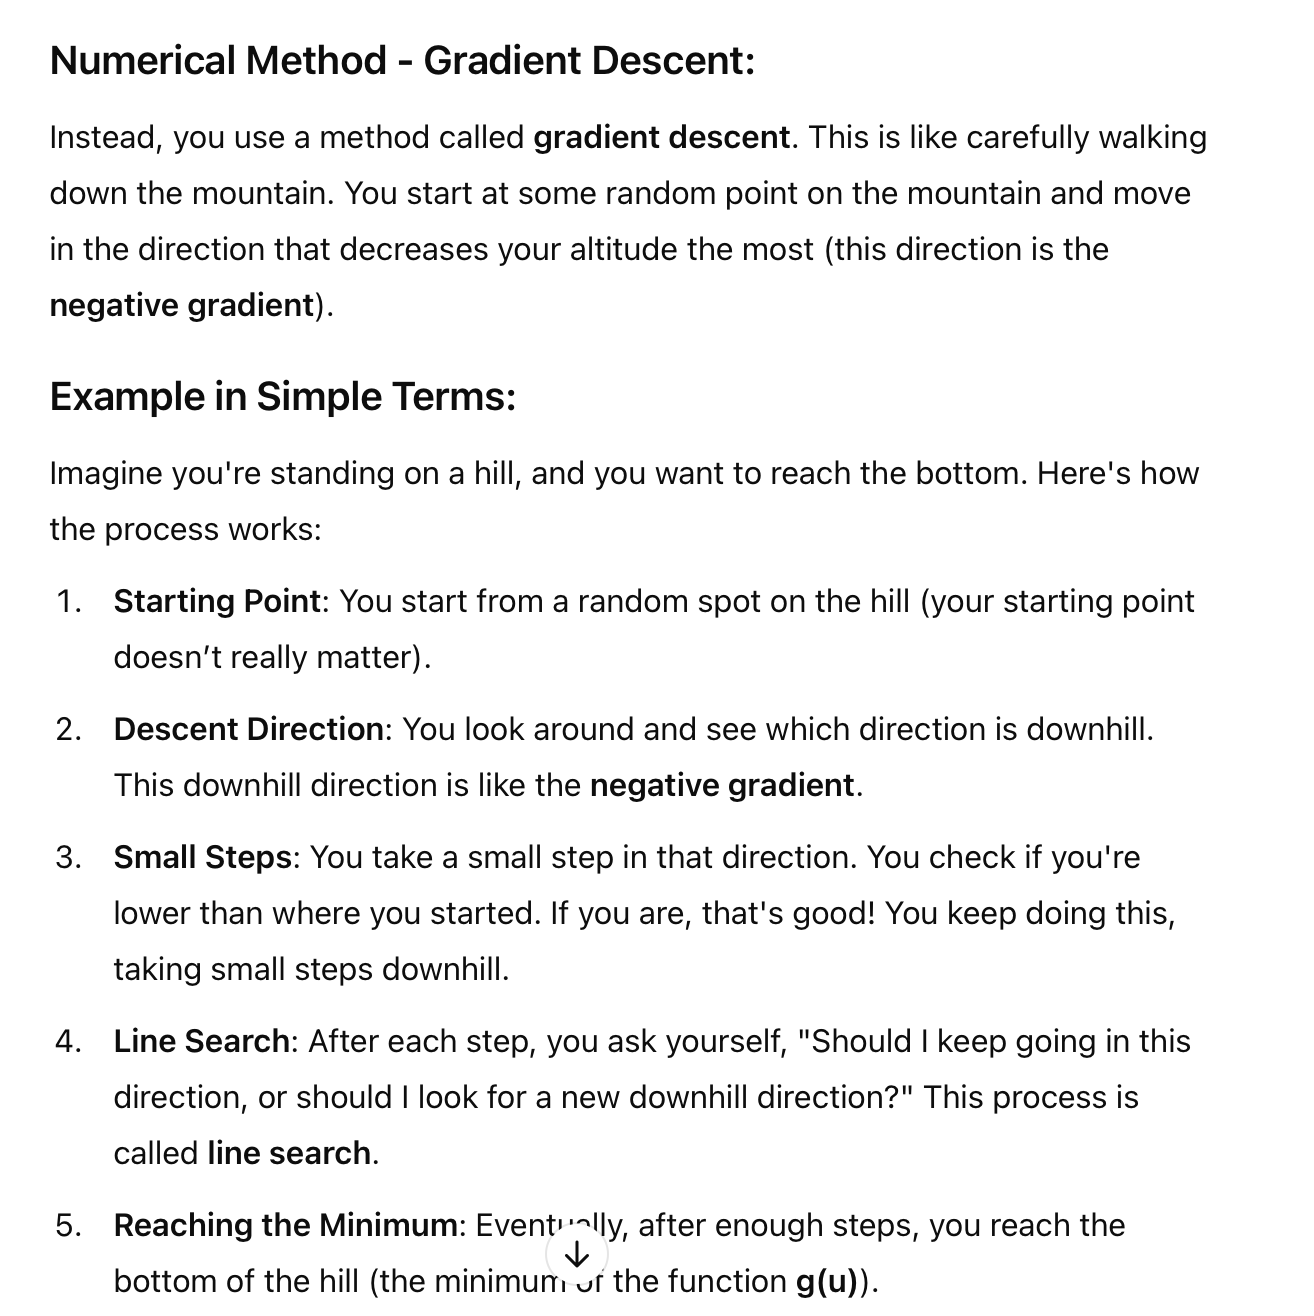 Numerical Method - Gradient Descent:
Instead, you use a method called gradient descent. This is like carefully walking
down the mountain. You start at some random point on the mountain and move
in the direction that decreases your altitude the most (this direction is the
negative gradient).
Example in Simple Terms:
Imagine you're standing on a hill, and you want to reach the bottom. Here's how
the process works:
1. Starting Point: You start from a random spot on the hill (your starting point
doesn’t really matter).
2. Descent Direction: You look around and see which direction is downhill.
This downhill direction is like the negative gradient.
3. Small Steps: You take a small step in that direction. You check if you're
lower than where you started. If you are, that's good! You keep doing this,
taking small steps downhill.
4. Line Search: After each step, you ask yourself, "Should I keep going in this
direction, or should I look for a new downhill direction?" This process is
called line search.
5. Reaching the Minimum: Eventually, after enough steps, you reach the
bottom of the hill (the minimum of the function g(u)).